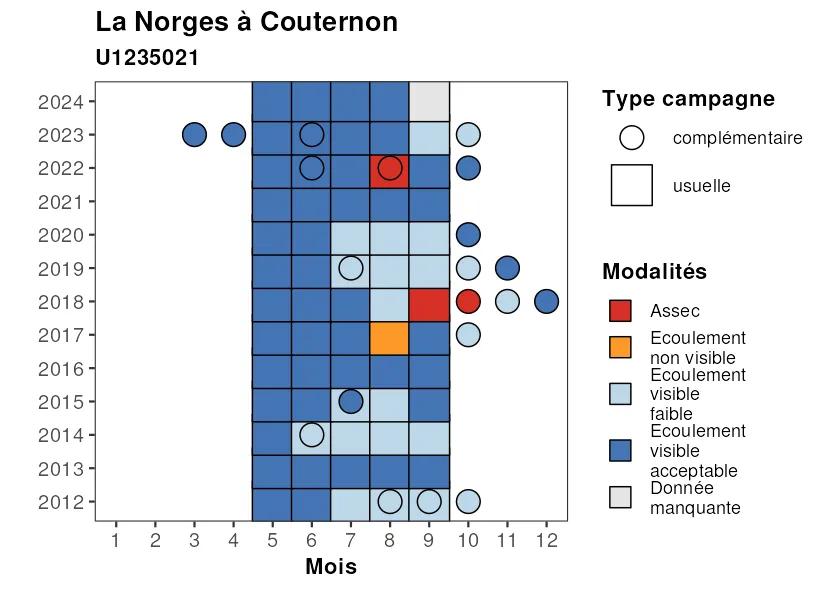 La Norges à Couternon
U1235021
2024
2023
2022
2021
2020
2019
2018
2017
2016
2015
2014
2013
2012
1 2 3 4 5 6 7 8 9 10 11 12
Mois
Type campagne
complémentaire
usuelle
Modalités
Assec
Ecoulement
non visible
Ecoulement
visible
faible
Ecoulement
visible
acceptable
Donnée
manquante